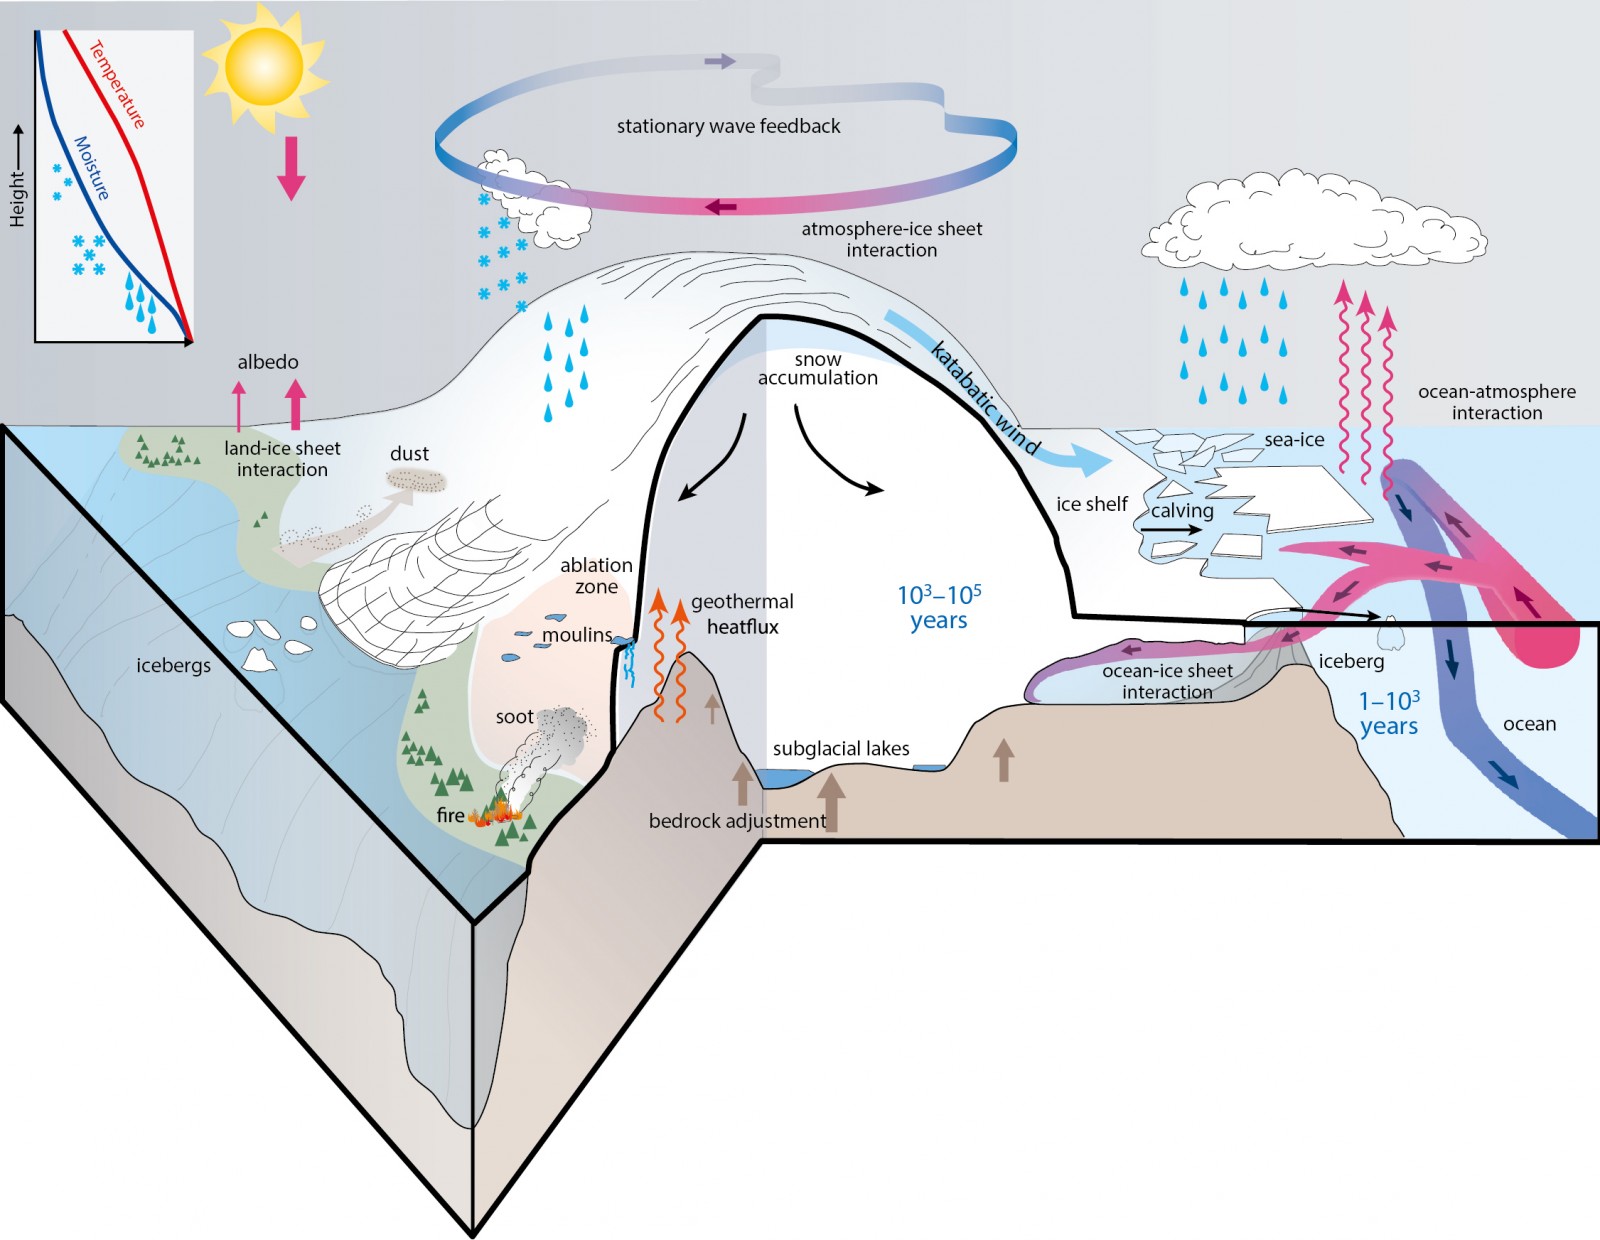 Temperature
Moisture
Height
stationary wave feedback
atmosphere-ice sheet
interaction
albedo
land-ice sheet
interaction
dust
snow
accumulation
katabatic wind
ocean-atmosphere
interaction
sea-ice
ice shelf
calving
ablation
zone
geothermal
heatflux
moulins
10³–10⁵
years
icebergs
ocean-ice sheet
interaction
iceberg
1–10³
years
ocean
soot
subglacial lakes
fire
bedrock adjustment